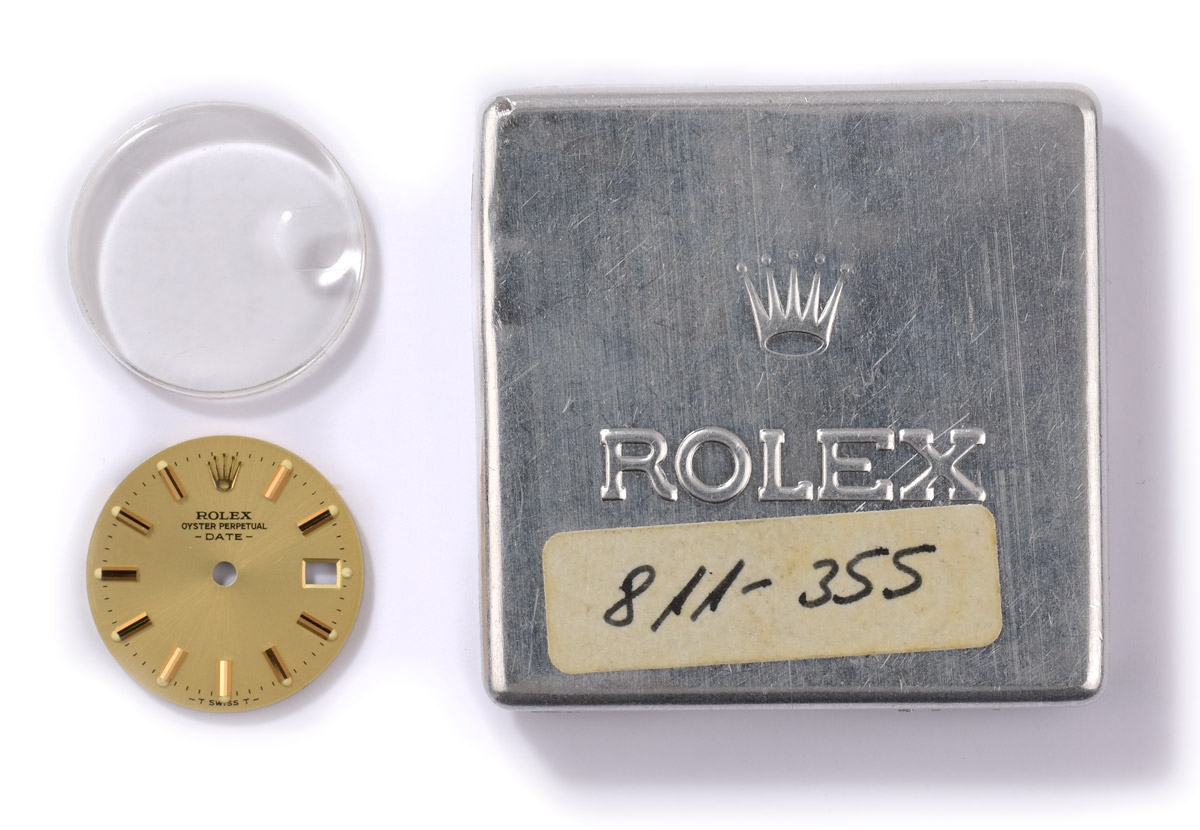 ROLEX
OYSTER PERPETUAL
-DATE-
-T SWISS T-
ROLEX
811-355